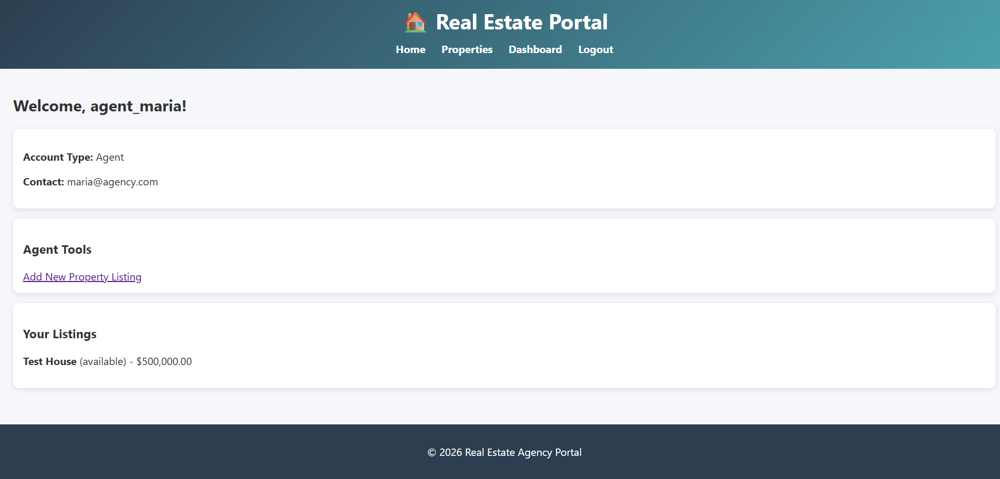 Real Estate Portal
Home Properties Dashboard Logout
Welcome, agent_maria!
Account Type: Agent
Contact: maria@agency.com
Agent Tools
Add New Property Listing
Your Listings
Test House (available) - $500,000.00
© 2026 Real Estate Agency Portal